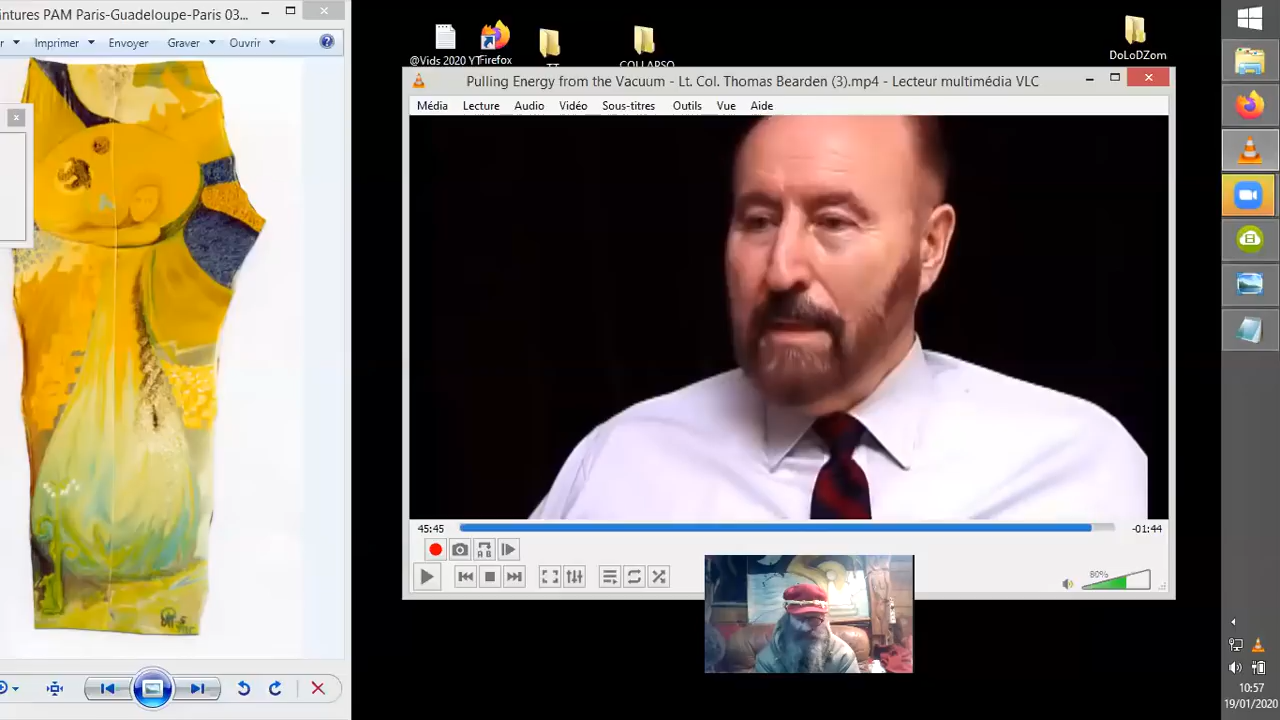 intures PAM Paris-Guadeloupe-Paris 03...
Imprimer Envoyer Graver Ouvrir
@Vids 2020 YT
Firefox
TT
COLLAPSO
DoLoDZom
Pulling Energy from the Vacuum - Lt. Col. Thomas Bearden (3).mp4 - Lecteur multimédia VLC
Média Lecture Audio Vidéo Sous-titres Outils Vue Aide
45:45
-01:44
A B
80%
10:57
19/01/2020